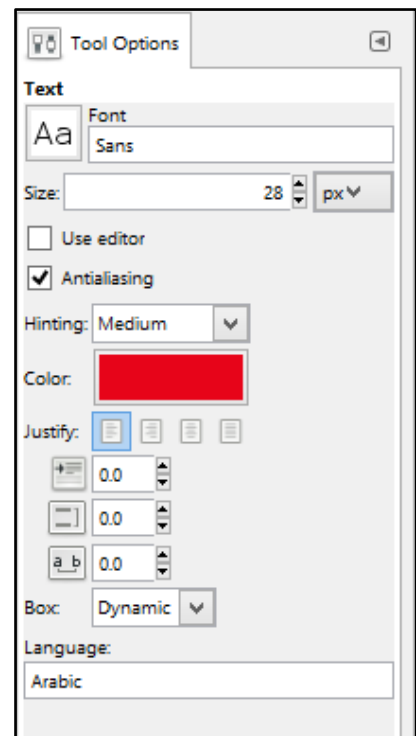 Tool Options
Text
Aa
Font
Sans
Size: 28 px
Use editor
Antialiasing
Hinting: Medium
Color:
Justify:
0.0
0.0
a_b 0.0
Box: Dynamic
Language:
Arabic